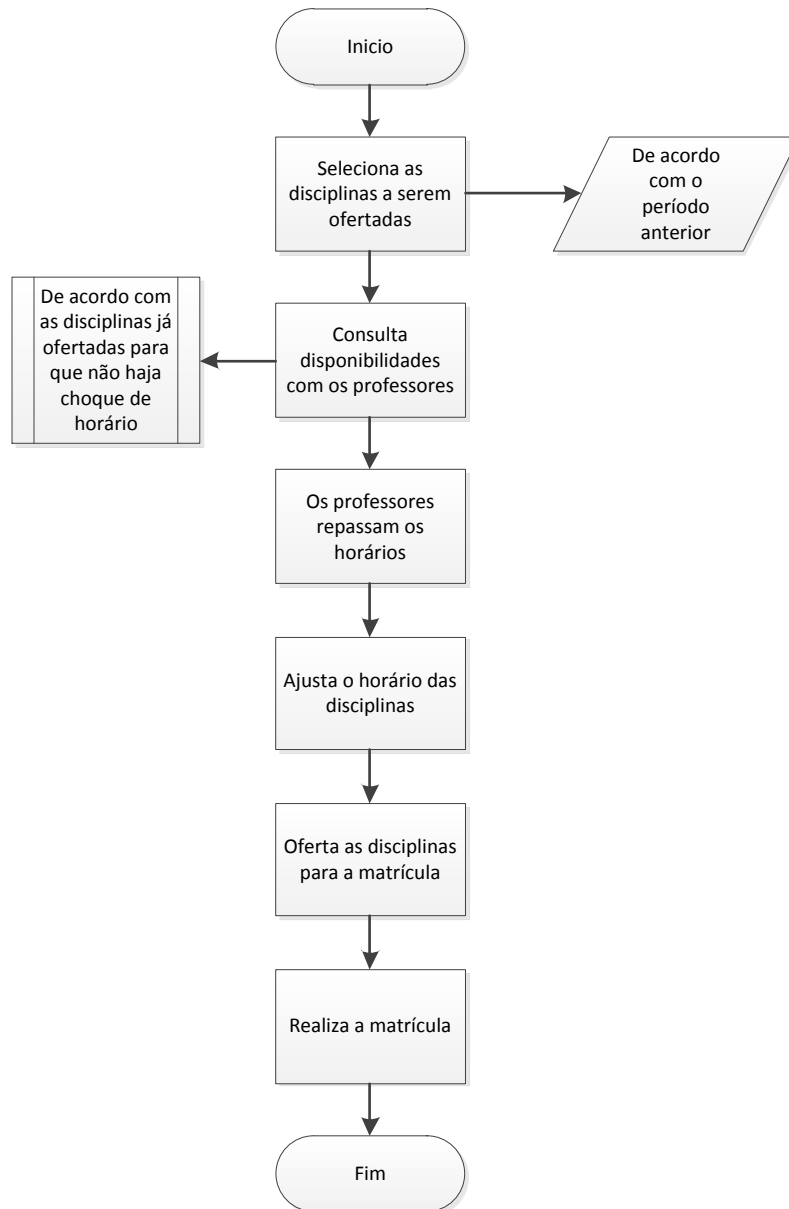 Inicio
Seleciona as
disciplinas a serem
ofertadas
De acordo
com o
período
anterior
De acordo com
as disciplinas já
ofertadas para
que não haja
choque de
horário
Consulta
disponibilidades
com os professores
Os professores
repassam os
horários
Ajusta o horário das
disciplinas
Oferta as disciplinas
para a matrícula
Realiza a matrícula
Fim